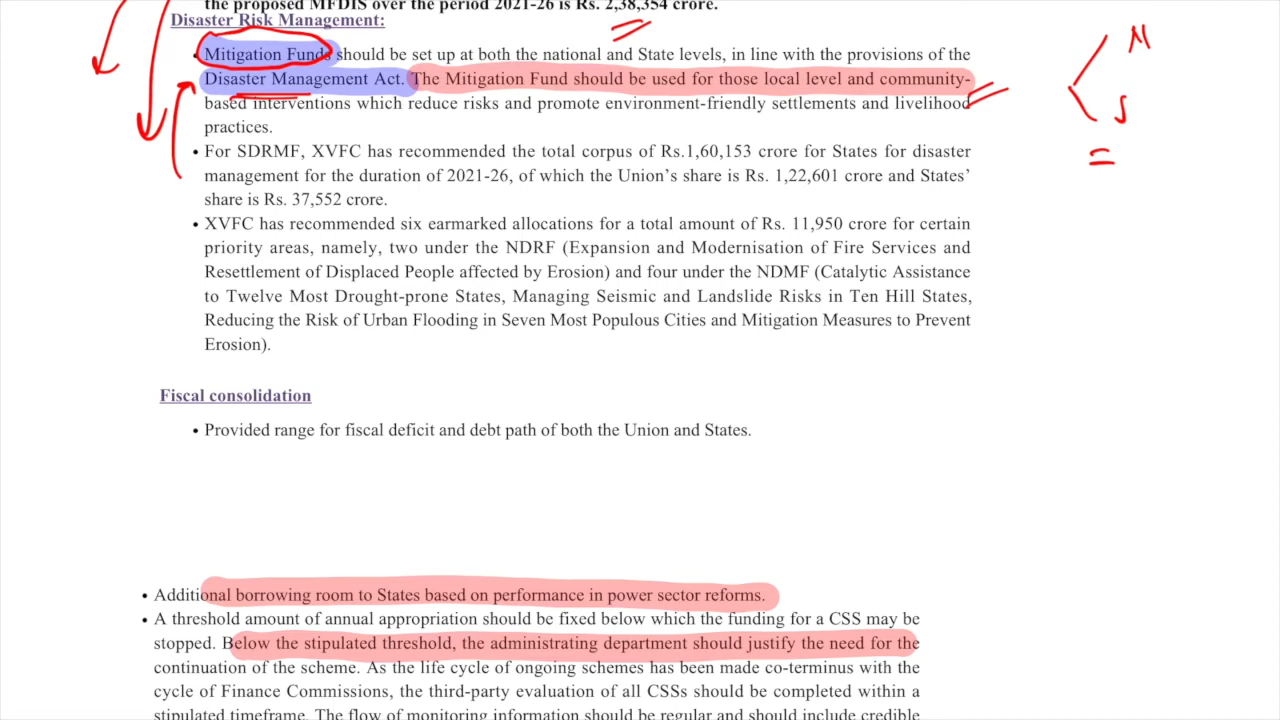 the proposed MFDIS over the period 2021-26 is Rs. 2,38,354 crore.
Disaster Risk Management:
• Mitigation Funds should be set up at both the national and State levels, in line with the provisions of the
Disaster Management Act. The Mitigation Fund should be used for those local level and community-
based interventions which reduce risks and promote environment-friendly settlements and livelihood
practices.
• For SDRMF, XVFC has recommended the total corpus of Rs.1,60,153 crore for States for disaster
management for the duration of 2021-26, of which the Union’s share is Rs. 1,22,601 crore and States’
share is Rs. 37,552 crore.
• XVFC has recommended six earmarked allocations for a total amount of Rs. 11,950 crore for certain
priority areas, namely, two under the NDRF (Expansion and Modernisation of Fire Services and
Resettlement of Displaced People affected by Erosion) and four under the NDMF (Catalytic Assistance
to Twelve Most Drought-prone States, Managing Seismic and Landslide Risks in Ten Hill States,
Reducing the Risk of Urban Flooding in Seven Most Populous Cities and Mitigation Measures to Prevent
Erosion).
Fiscal consolidation
• Provided range for fiscal deficit and debt path of both the Union and States.
• Additional borrowing room to States based on performance in power sector reforms.
• A threshold amount of annual appropriation should be fixed below which the funding for a CSS may be
stopped. Below the stipulated threshold, the administrating department should justify the need for the
continuation of the scheme. As the life cycle of ongoing schemes has been made co-terminus with the
cycle of Finance Commissions, the third-party evaluation of all CSSs should be completed within a
stipulated timeframe. The flow of monitoring information should be regular and should include credible
N
S